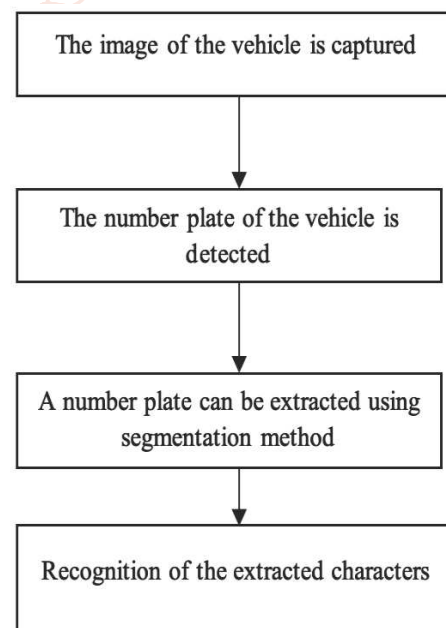 The image of the vehicle is captured
The number plate of the vehicle is
detected
A number plate can be extracted using
segmentation method
Recognition of the extracted characters